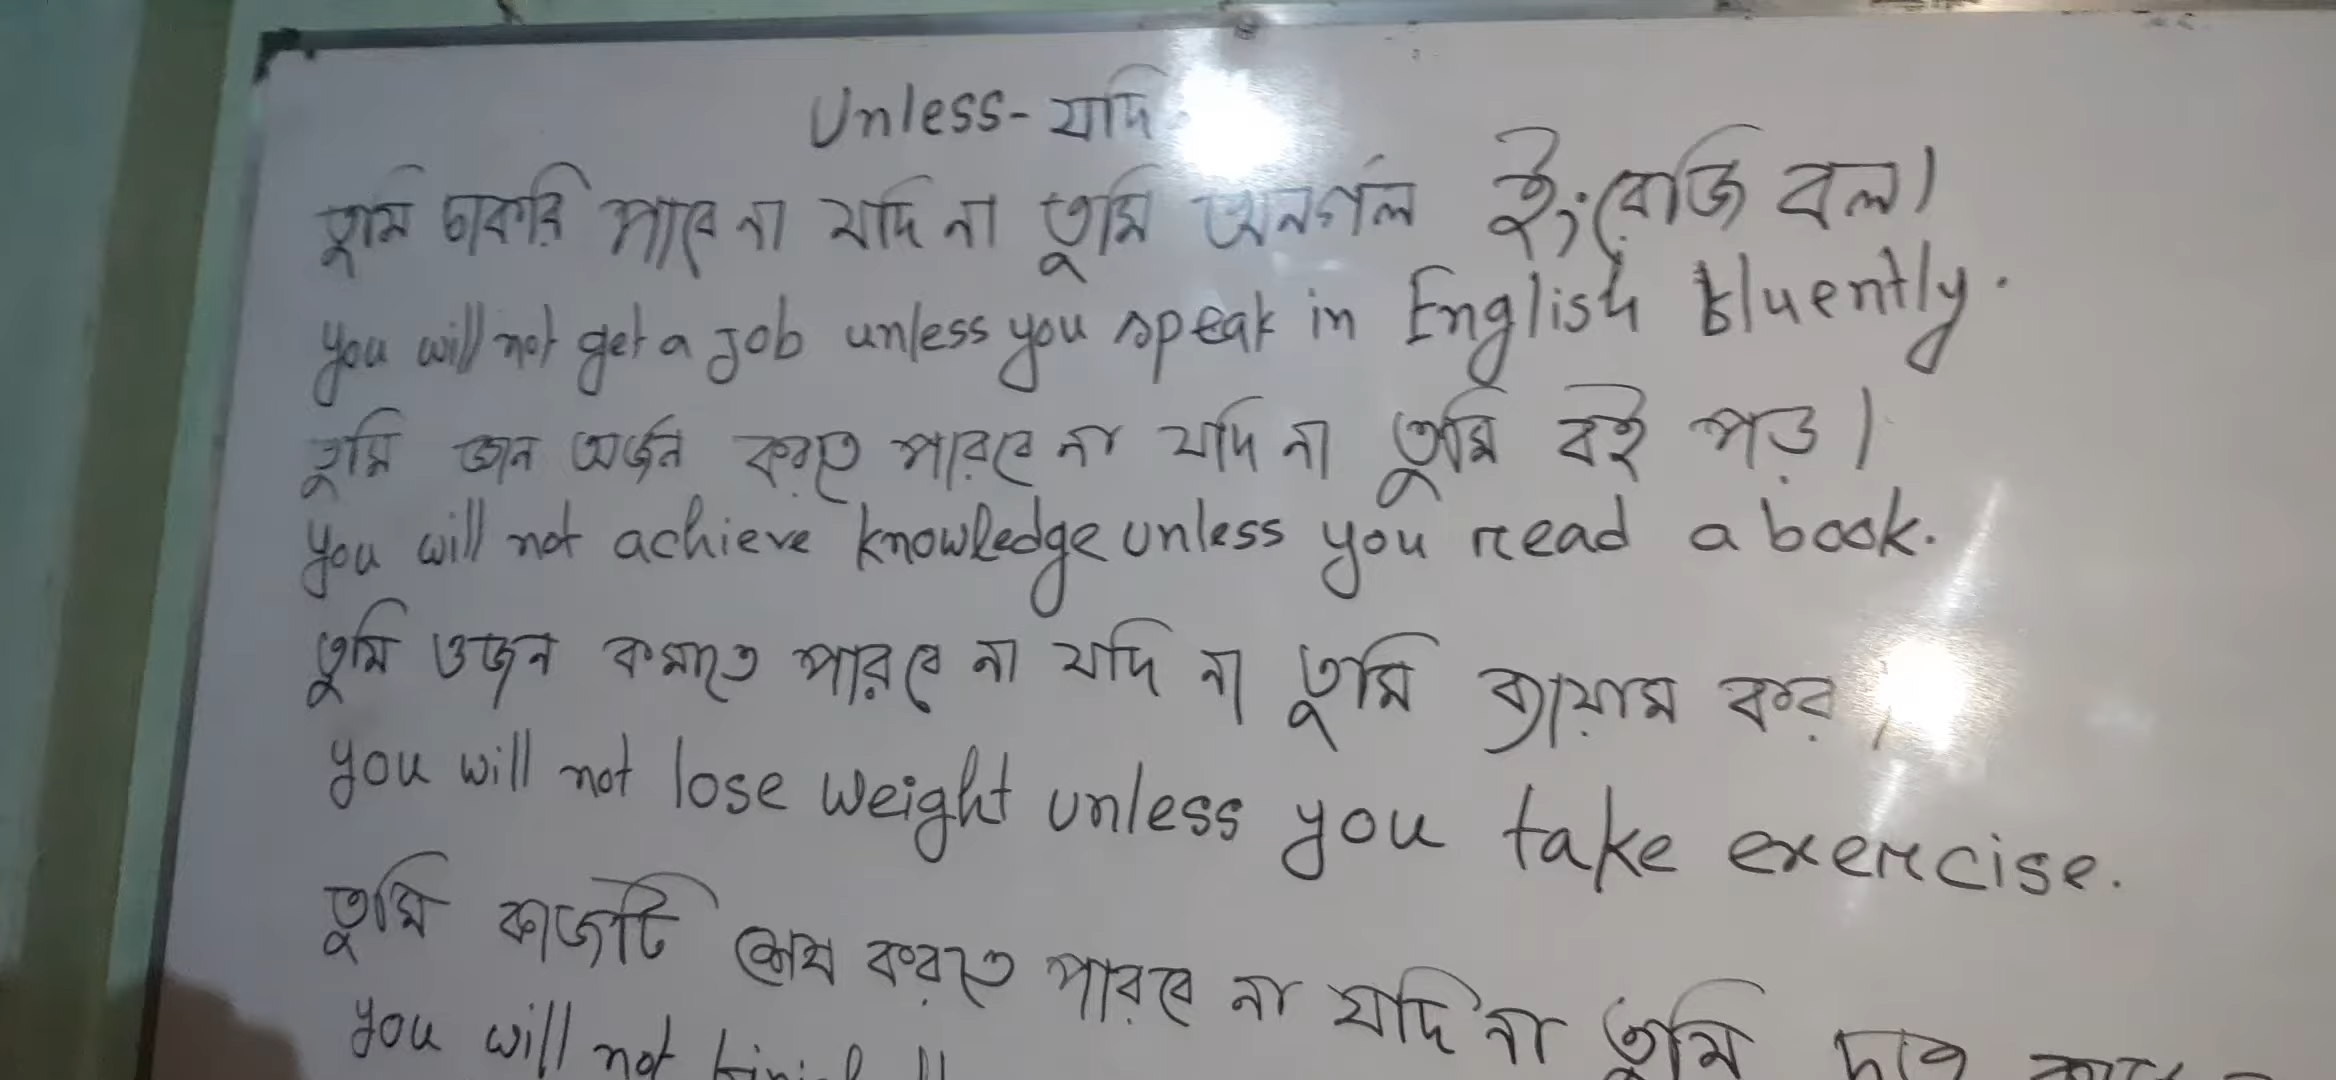 Unless - যদি
তুমি চাকরি পাবে না যদি না তুমি অনর্গল ইংরেজি বল।
You will not get a job unless you speak in English fluently.
তুমি জ্ঞান অর্জন করতে পারবে না যদি না তুমি বই পড়।
You will not achieve knowledge unless you read a book.
তুমি ওজন কমাতে পারবে না যদি না তুমি ব্যায়াম কর।
you will not lose weight unless you take exercise.
তুমি কাজটি শেষ করতে পারবে না যদি না তুমি
you will not finish